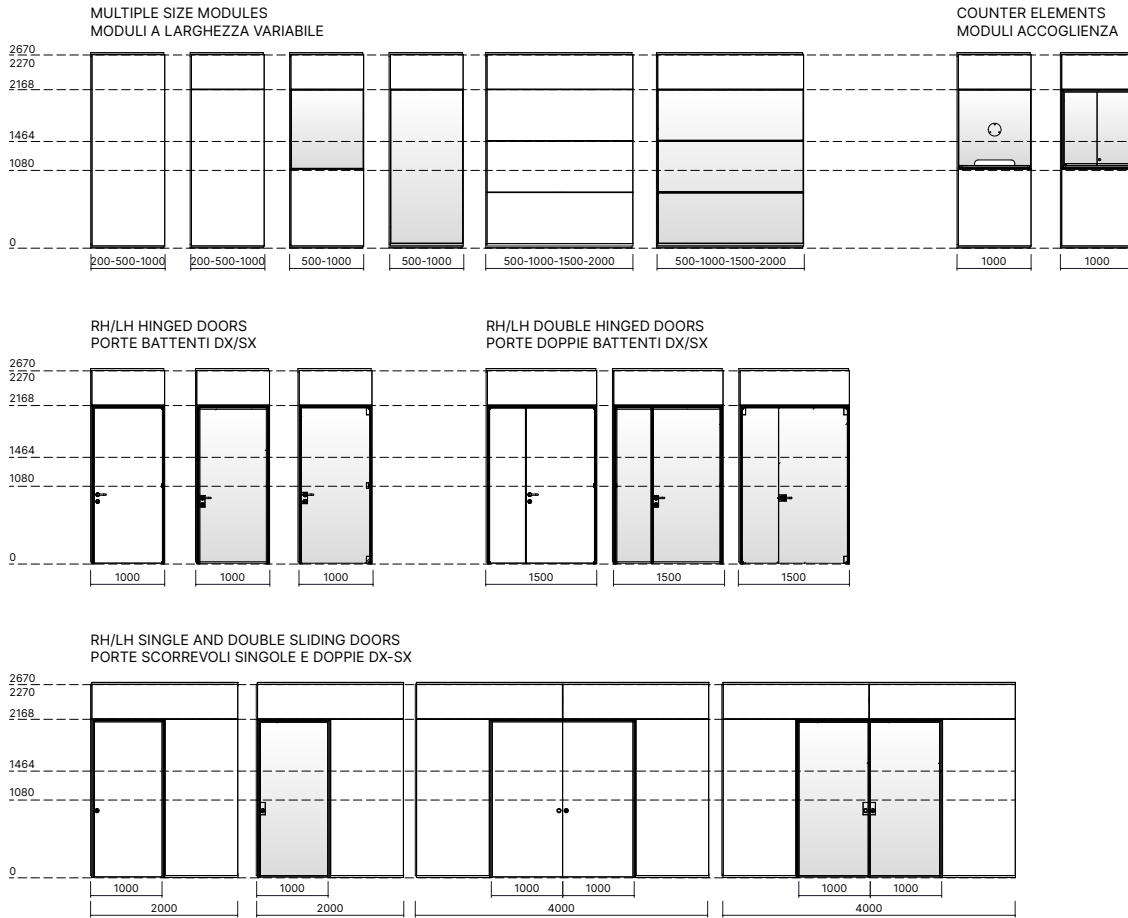 MULTIPLE SIZE MODULES
MODULI A LARGHEZZA VARIABILE
COUNTER ELEMENTS
MODULI ACCOGLIENZA
2670
2270
2168
1464
1080
0
200-500-1000 200-500-1000 500-1000 500-1000 500-1000-1500-2000 500-1000-1500-2000 1000 1000
RH/LH HINGED DOORS
PORTE BATTENTI DX/SX
RH/LH DOUBLE HINGED DOORS
PORTE DOPPIE BATTENTI DX/SX
2670
2270
2168
1464
1080
0
1000 1000 1000 1500 1500 1500
RH/LH SINGLE AND DOUBLE SLIDING DOORS
PORTE SCORREVOLI SINGOLE E DOPPIE DX-SX
2670
2270
2168
1464
1080
0
1000 1000 1000 1000 1000 1000
2000 2000 4000 4000